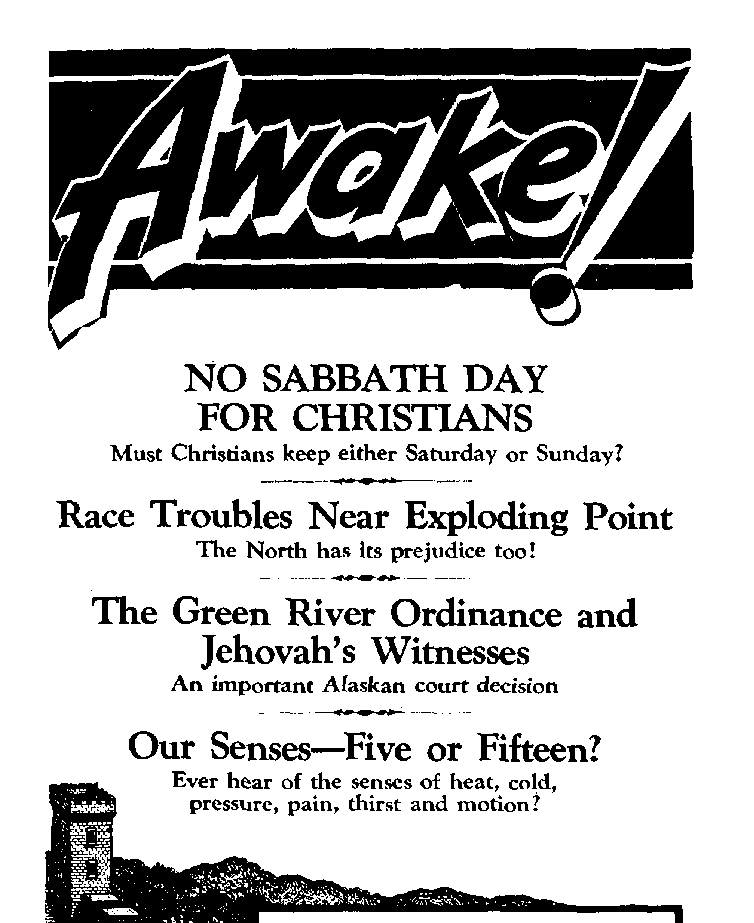 Awake!
NO SABBATH DAY
FOR CHRISTIANS
Must Christians keep either Saturday or Sunday?
Race Troubles Near Exploding Point
The North has its prejudice too!
The Green River Ordinance and
Jehovah's Witnesses
An important Alaskan court decision
Our Senses—Five or Fifteen?
Ever hear of the senses of heat, cold,
pressure, pain, thirst and motion?